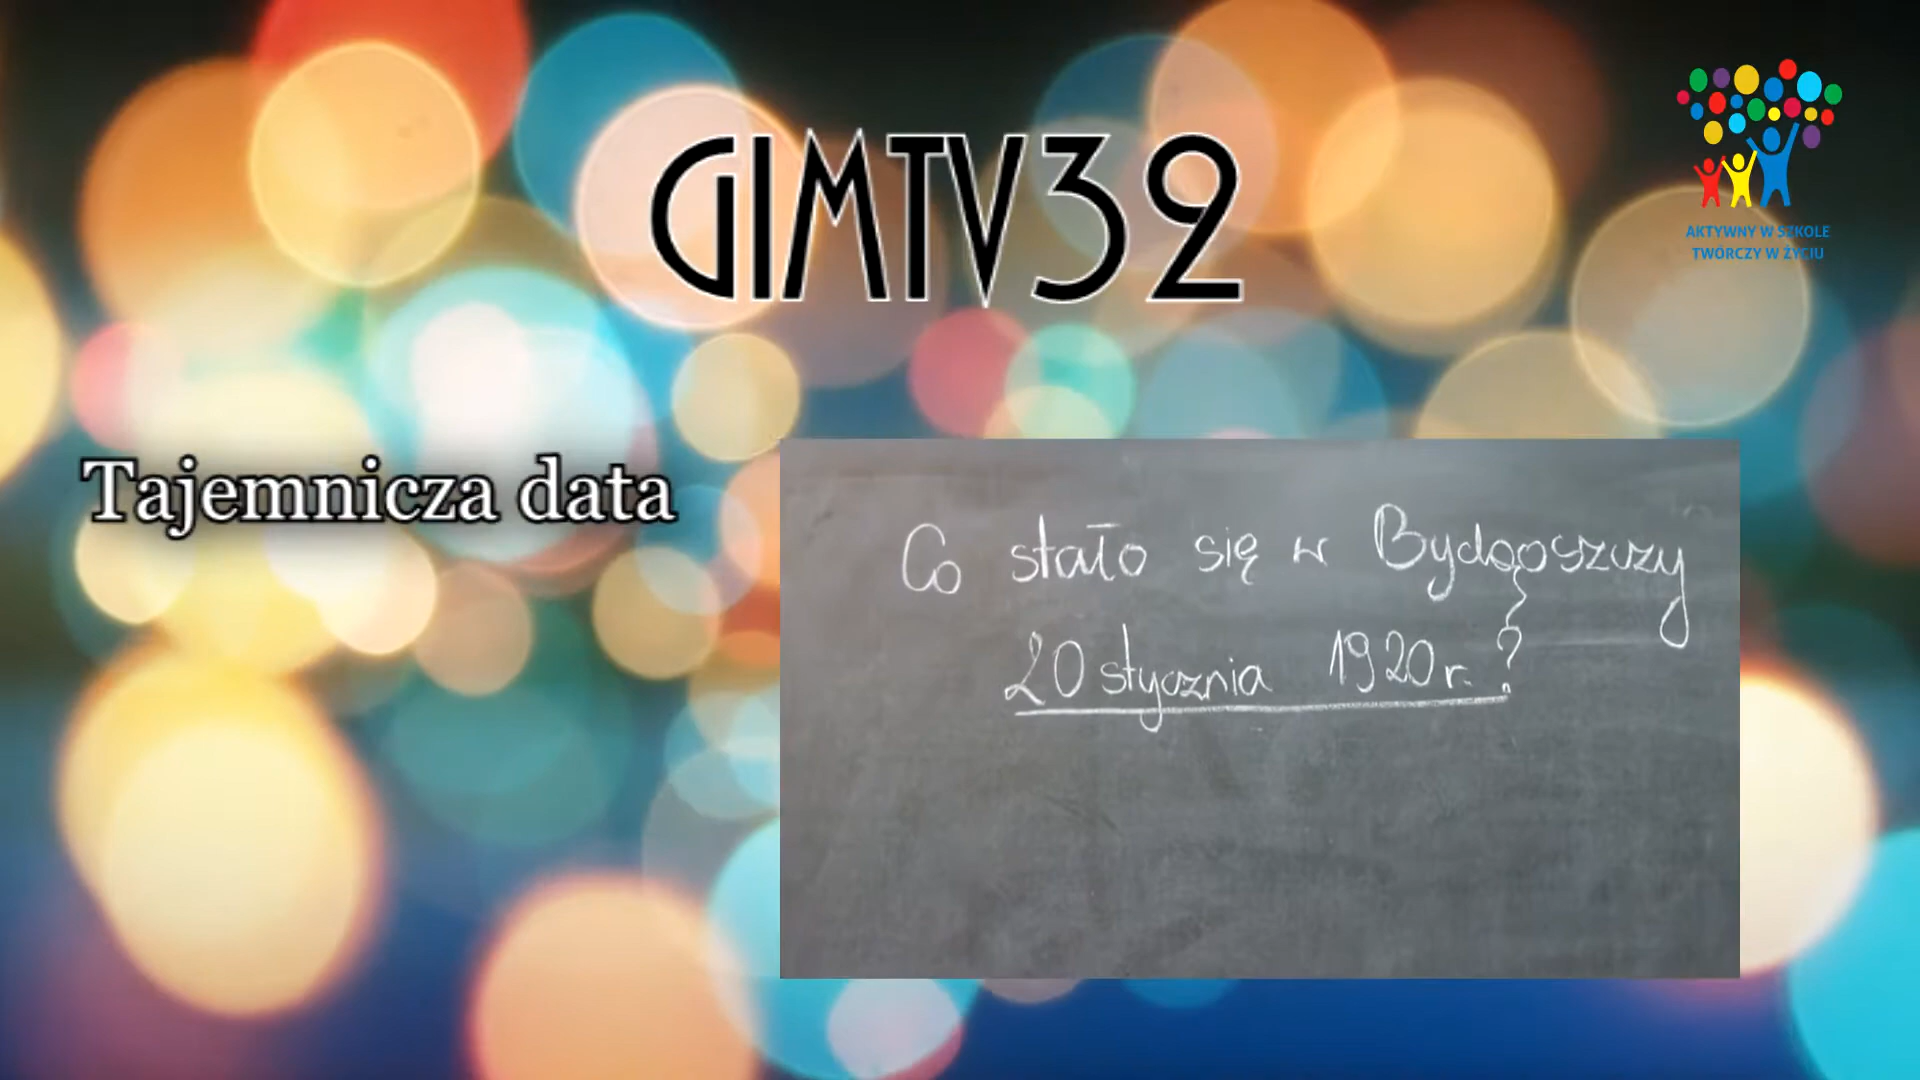 GIMTV32
AKTYWNY W SZKOLE
TWÓRCZY W ŻYCIU
Tajemnicza data
Co stało się w Bydgoszczy
20 stycznia 1920 r. ?